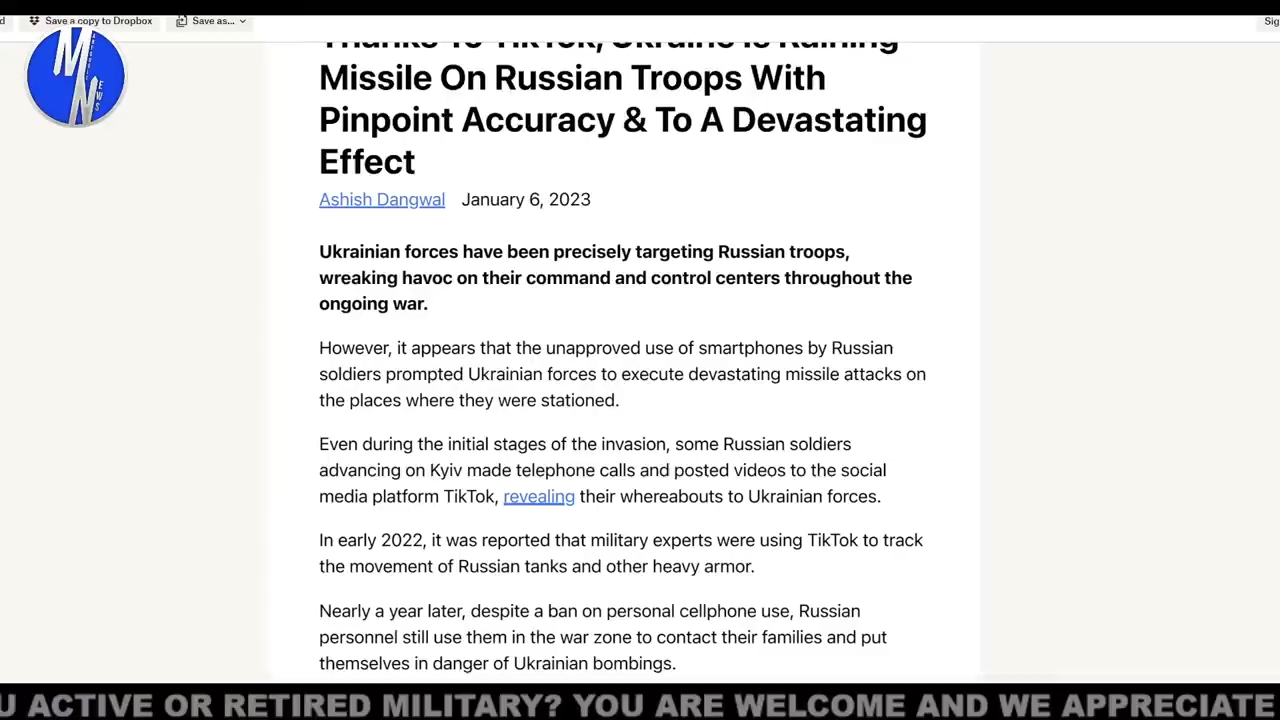 d Save a copy to Dropbox Save as... Sig
Thanks To TikTok, Ukraine Is Raining
Missile On Russian Troops With
Pinpoint Accuracy & To A Devastating
Effect
Ashish Dangwal January 6, 2023
Ukrainian forces have been precisely targeting Russian troops,
wreaking havoc on their command and control centers throughout the
ongoing war.
However, it appears that the unapproved use of smartphones by Russian
soldiers prompted Ukrainian forces to execute devastating missile attacks on
the places where they were stationed.
Even during the initial stages of the invasion, some Russian soldiers
advancing on Kyiv made telephone calls and posted videos to the social
media platform TikTok, revealing their whereabouts to Ukrainian forces.
In early 2022, it was reported that military experts were using TikTok to track
the movement of Russian tanks and other heavy armor.
Nearly a year later, despite a ban on personal cellphone use, Russian
personnel still use them in the war zone to contact their families and put
themselves in danger of Ukrainian bombings.
U ACTIVE OR RETIRED MILITARY? YOU ARE WELCOME AND WE APPRECIATE